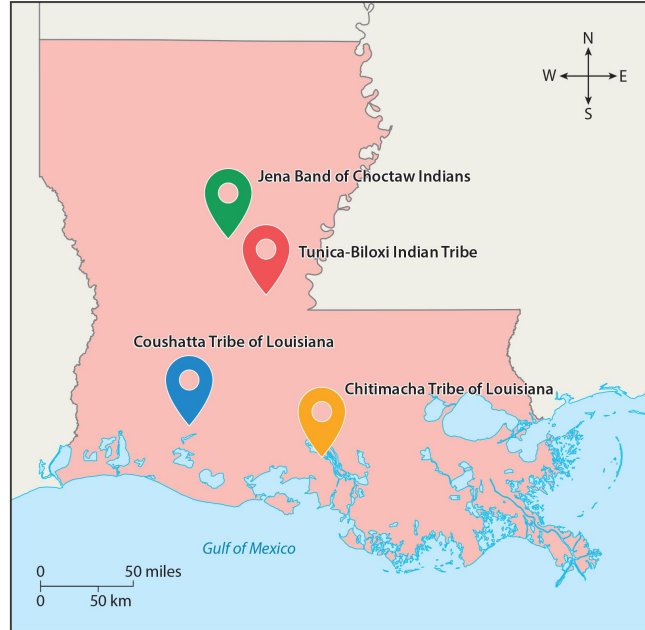 N
W E
S
Jena Band of Choctaw Indians
Tunica-Biloxi Indian Tribe
Coushatta Tribe of Louisiana
Chitimacha Tribe of Louisiana
Gulf of Mexico
0 50 miles
0 50 km